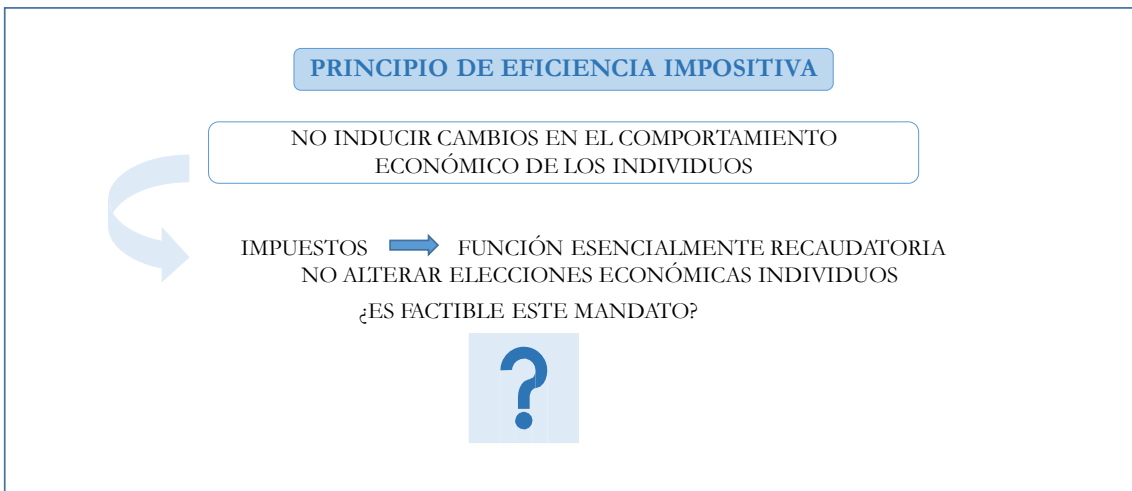 PRINCIPIO DE EFICIENCIA IMPOSITIVA
NO INDUCIR CAMBIOS EN EL COMPORTAMIENTO
ECONÓMICO DE LOS INDIVIDUOS
IMPUESTOS FUNCIÓN ESENCIALMENTE RECAUDATORIA
NO ALTERAR ELECCIONES ECONÓMICAS INDIVIDUOS
¿ES FACTIBLE ESTE MANDATO?
?